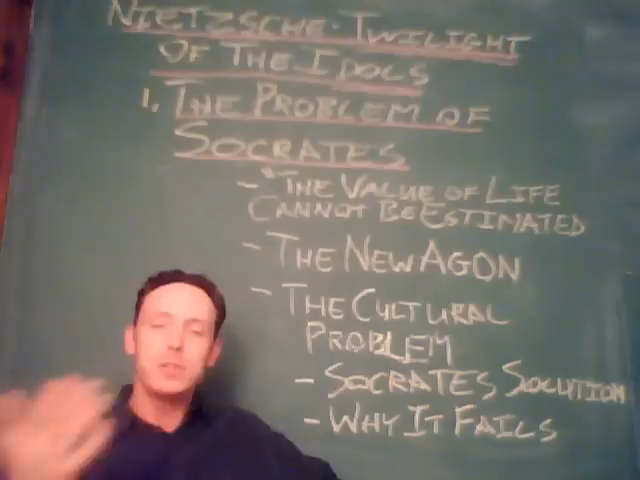 NIETZSCHE: TWILIGHT
OF THE IDOLS
1. THE PROBLEM OF
SOCRATES
- "THE VALUE OF LIFE
CANNOT BE ESTIMATED
- THE NEW AGON
- THE CULTURAL
PROBLEM
- SOCRATES SOLUTION
- WHY IT FAILS